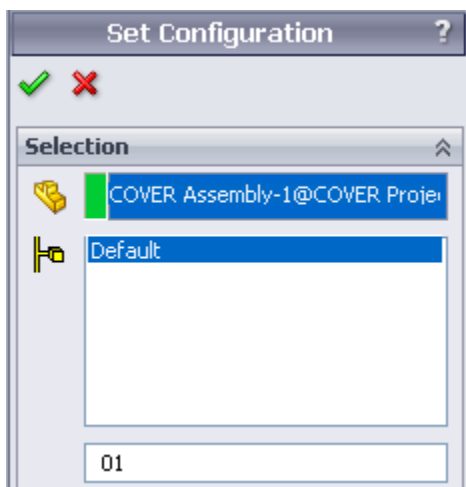 Set Configuration ?
Selection
COVER Assembly-1@COVER Proje
Default
01